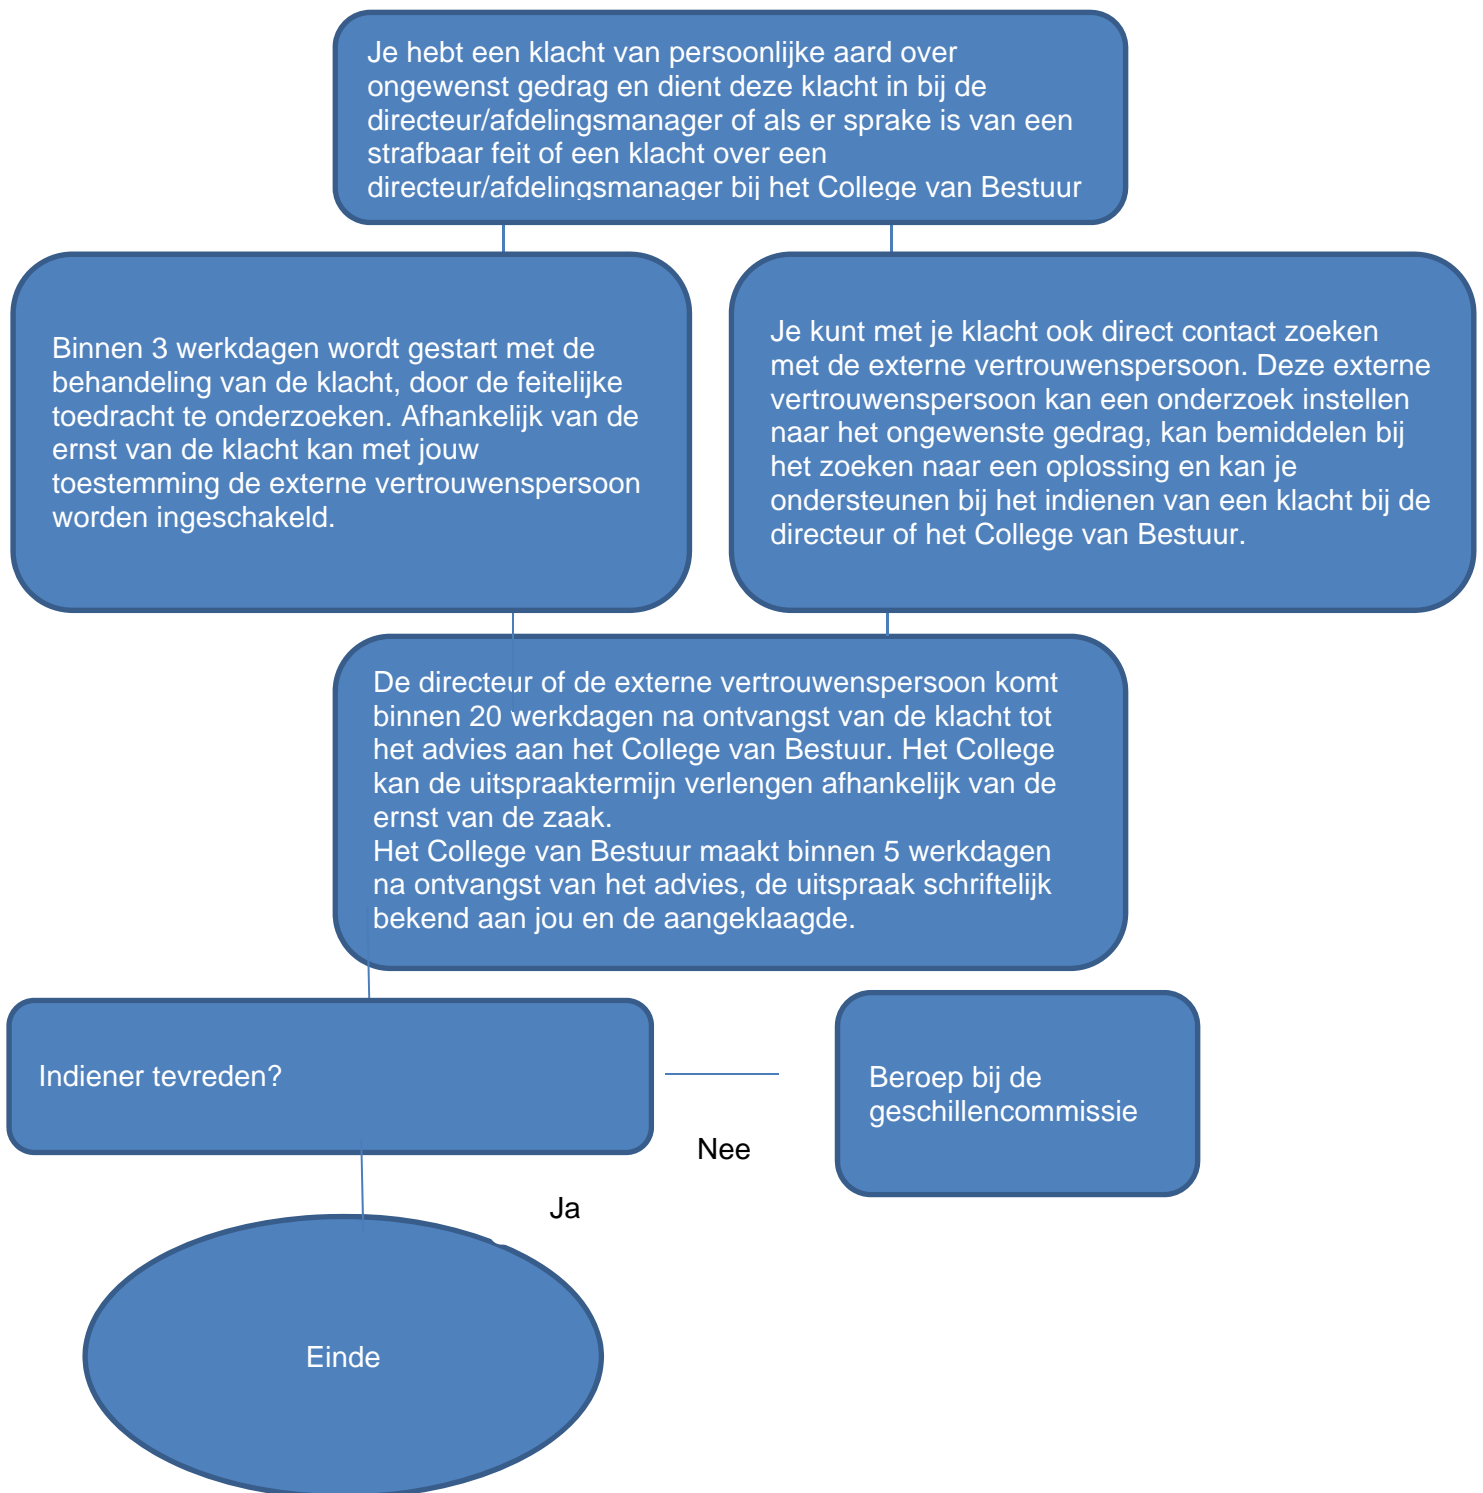 Je hebt een klacht van persoonlijke aard over
ongewenst gedrag en dient deze klacht in bij de
directeur/afdelingsmanager of als er sprake is van een
strafbaar feit of een klacht over een
directeur/afdelingsmanager bij het College van Bestuur
Binnen 3 werkdagen wordt gestart met de
behandeling van de klacht, door de feitelijke
toedracht te onderzoeken. Afhankelijk van de
ernst van de klacht kan met jouw
toestemming de externe vertrouwenspersoon
worden ingeschakeld.
Je kunt met je klacht ook direct contact zoeken
met de externe vertrouwenspersoon. Deze externe
vertrouwenspersoon kan een onderzoek instellen
naar het ongewenste gedrag, kan bemiddelen bij
het zoeken naar een oplossing en kan je
ondersteunen bij het indienen van een klacht bij de
directeur of het College van Bestuur.
De directeur of de externe vertrouwenspersoon komt
binnen 20 werkdagen na ontvangst van de klacht tot
het advies aan het College van Bestuur. Het College
kan de uitspraaktermijn verlengen afhankelijk van de
ernst van de zaak.
Het College van Bestuur maakt binnen 5 werkdagen
na ontvangst van het advies, de uitspraak schriftelijk
bekend aan jou en de aangeklaagde.
Indiener tevreden?
Beroep bij de
geschillencommissie
Nee
Ja
Einde